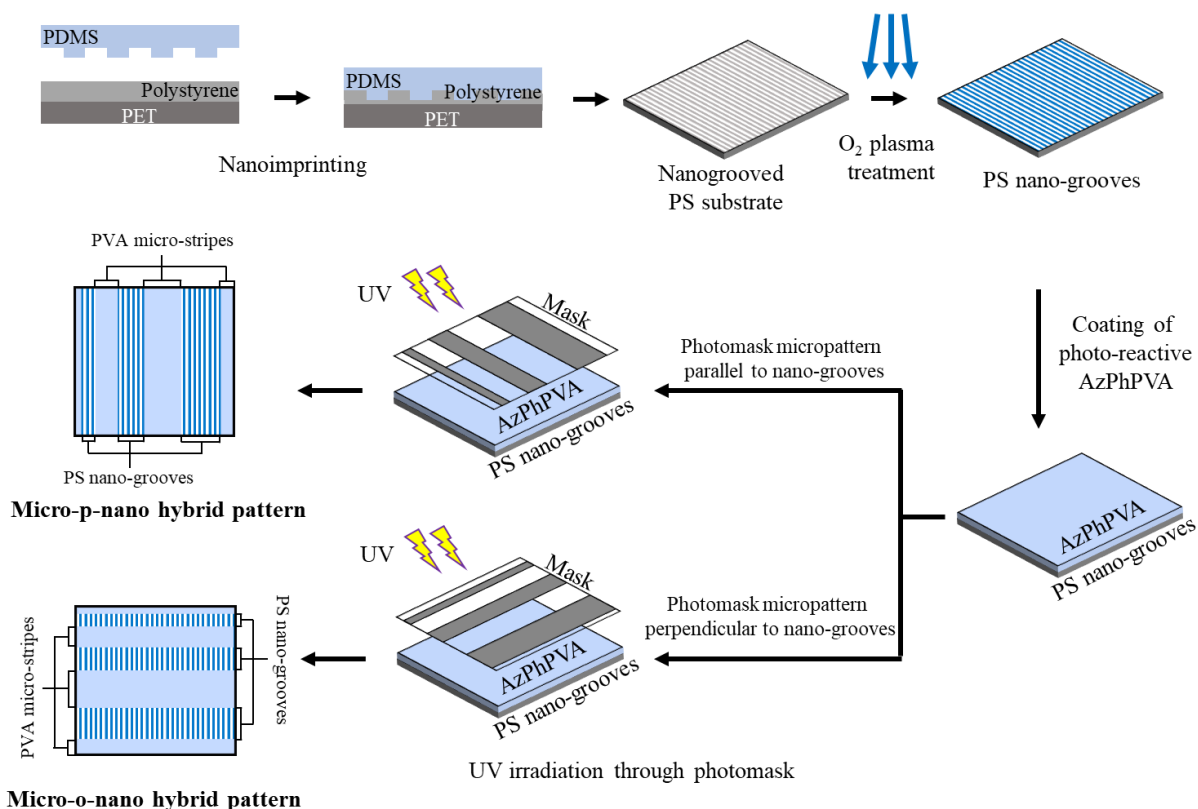 PDMS
Polystyrene
PET
PDMS
Polystyrene
PET
Nanoimprinting
Nanogrooved
PS substrate
O₂ plasma
treatment
PS nano-grooves
PVA micro-stripes
PS nano-grooves
Micro-p-nano hybrid pattern
UV
Mask
AzPhPVA
PS nano-grooves
Photomask micropattern
parallel to nano-grooves
Coating of
photo-reactive
AzPhPVA
AzPhPVA
PS nano-grooves
PVA micro-stripes
PS nano-grooves
Micro-o-nano hybrid pattern
UV
Mask
AzPhPVA
PS nano-grooves
Photomask micropattern
perpendicular to nano-grooves
UV irradiation through photomask